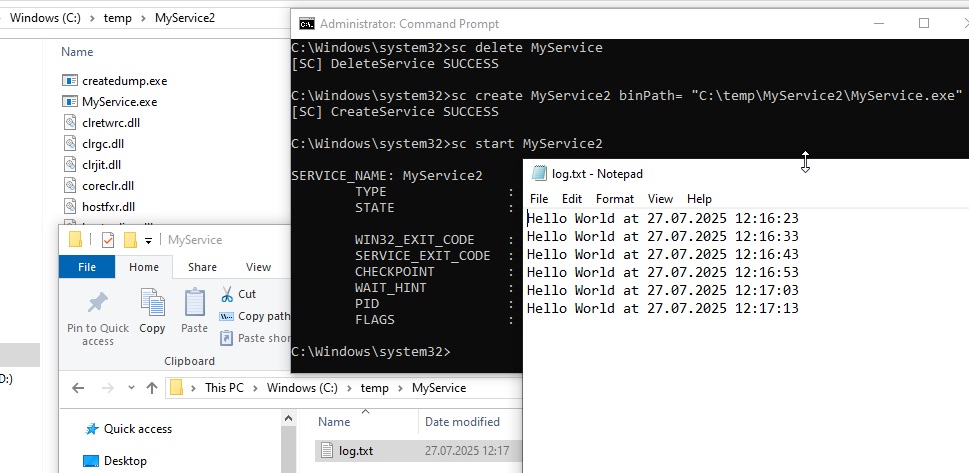 Windows (C:) > temp > MyService2
Name
createdump.exe
MyService.exe
clretwrc.dll
clrgc.dll
clrjit.dll
coreclr.dll
hostfxr.dll
Administrator: Command Prompt
C:\Windows\system32>sc delete MyService
[SC] DeleteService SUCCESS
C:\Windows\system32>sc create MyService2 binPath= "C:\temp\MyService2\MyService.exe"
[SC] CreateService SUCCESS
C:\Windows\system32>sc start MyService2
SERVICE_NAME: MyService2
TYPE :
STATE :
WIN32_EXIT_CODE :
SERVICE_EXIT_CODE :
CHECKPOINT :
WAIT_HINT :
PID :
FLAGS :
C:\Windows\system32>
log.txt - Notepad
File Edit Format View Help
Hello World at 27.07.2025 12:16:23
Hello World at 27.07.2025 12:16:33
Hello World at 27.07.2025 12:16:43
Hello World at 27.07.2025 12:16:53
Hello World at 27.07.2025 12:17:03
Hello World at 27.07.2025 12:17:13
MyService
File Home Share View
Pin to Quick access
Copy
Paste
Cut
Copy path
Paste shor
Clipboard
This PC > Windows (C:) > temp > MyService
Quick access
Desktop
Name Date modified
log.txt 27.07.2025 12:17
D:)